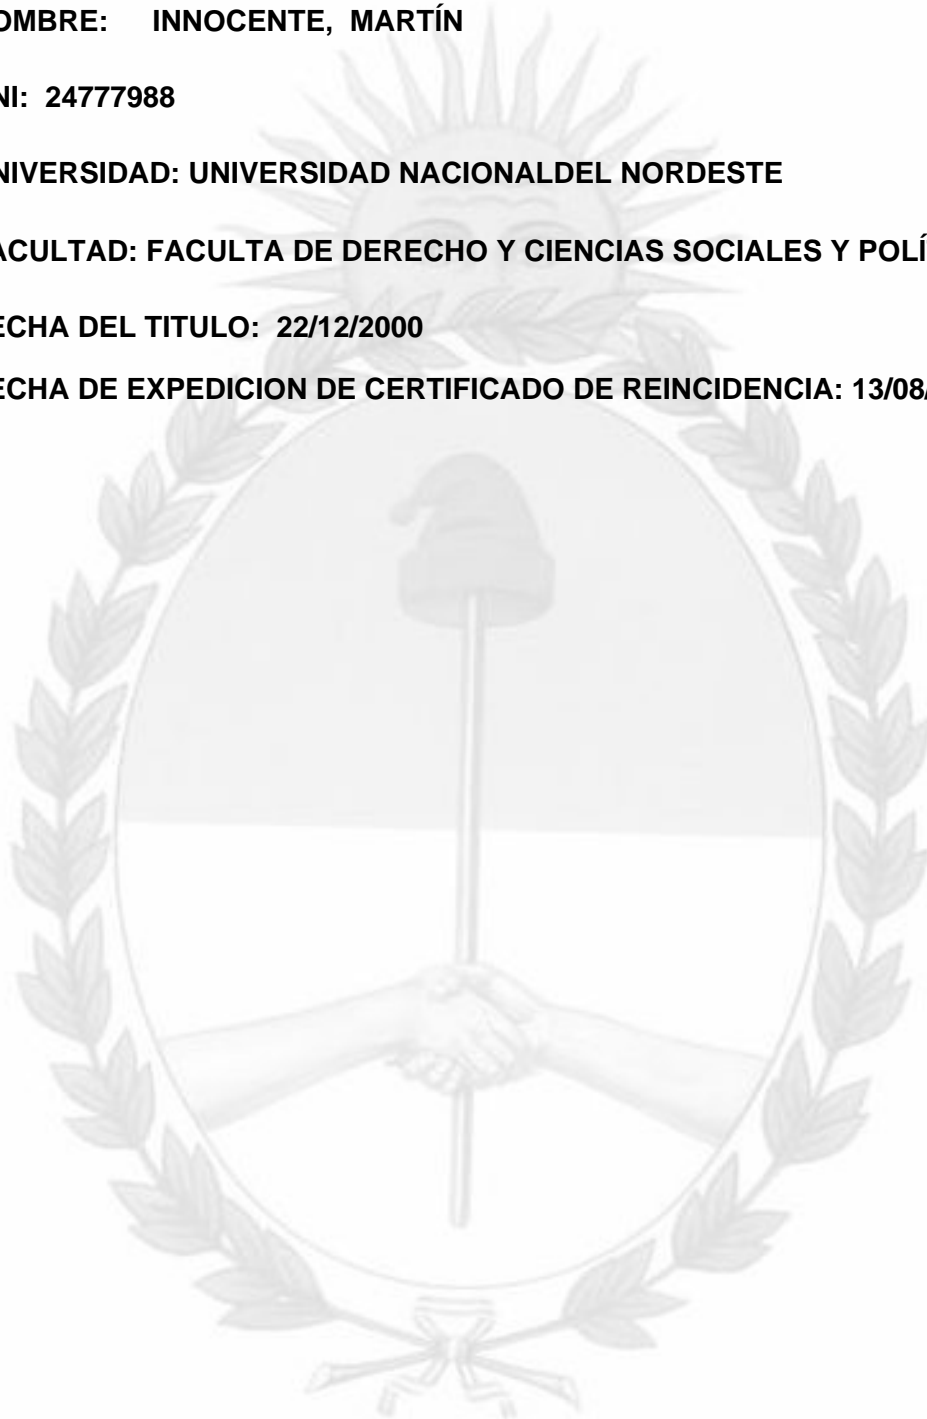 OMBRE: INNOCENTE, MARTÍN
NI: 24777988
NIVERSIDAD: UNIVERSIDAD NACIONALDEL NORDESTE
ACULTAD: FACULTA DE DERECHO Y CIENCIAS SOCIALES Y POLÍ
ECHA DEL TITULO: 22/12/2000
ECHA DE EXPEDICION DE CERTIFICADO DE REINCIDENCIA: 13/08/